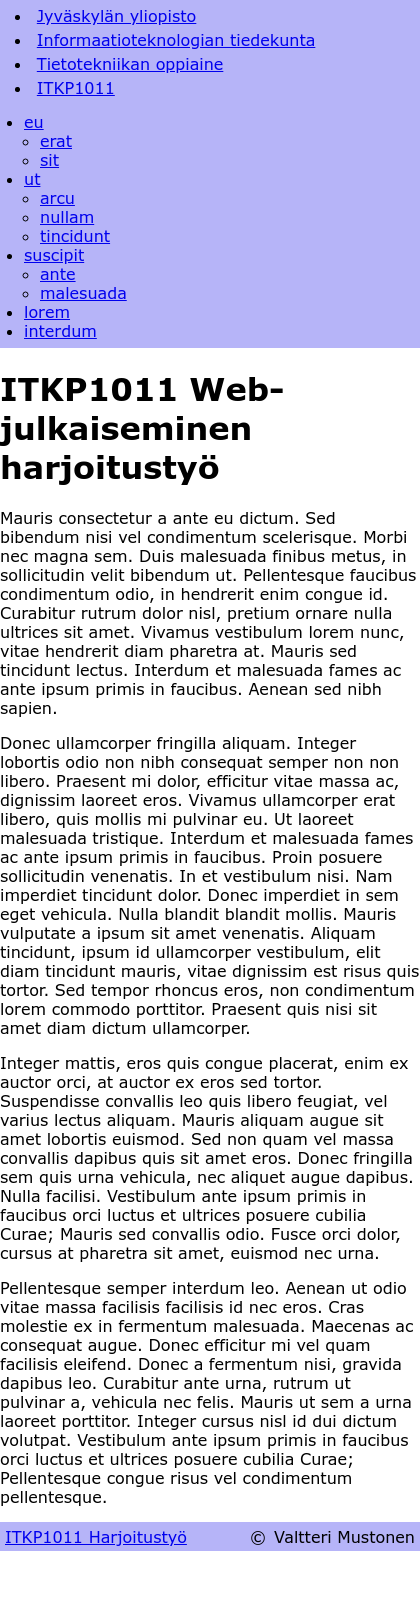 Jyväskylän yliopisto
Informaatioteknologian tiedekunta
Tietotekniikan oppiaine
ITKP1011
eu
erat
sit
ut
arcu
nullam
tincidunt
suscipit
ante
malesuada
lorem
interdum
ITKP1011 Web-
julkaiseminen
harjoitustyö
Mauris consectetur a ante eu dictum. Sed
bibendum nisi vel condimentum scelerisque. Morbi
nec magna sem. Duis malesuada finibus metus, in
sollicitudin velit bibendum ut. Pellentesque faucibus
condimentum odio, in hendrerit enim congue id.
Curabitur rutrum dolor nisl, pretium ornare nulla
ultrices sit amet. Vivamus vestibulum lorem nunc,
vitae hendrerit diam pharetra at. Mauris sed
tincidunt lectus. Interdum et malesuada fames ac
ante ipsum primis in faucibus. Aenean sed nibh
sapien.
Donec ullamcorper fringilla aliquam. Integer
lobortis odio non nibh consequat semper non non
libero. Praesent mi dolor, efficitur vitae massa ac,
dignissim laoreet eros. Vivamus ullamcorper erat
libero, quis mollis mi pulvinar eu. Ut laoreet
malesuada tristique. Interdum et malesuada fames
ac ante ipsum primis in faucibus. Proin posuere
sollicitudin venenatis. In et vestibulum nisi. Nam
imperdiet tincidunt dolor. Donec imperdiet in sem
eget vehicula. Nulla blandit blandit mollis. Mauris
vulputate a ipsum sit amet venenatis. Aliquam
tincidunt, ipsum id ullamcorper vestibulum, elit
diam tincidunt mauris, vitae dignissim est risus quis
tortor. Sed tempor rhoncus eros, non condimentum
lorem commodo porttitor. Praesent quis nisi sit
amet diam dictum ullamcorper.
Integer mattis, eros quis congue placerat, enim ex
auctor orci, at auctor ex eros sed tortor.
Suspendisse convallis leo quis libero feugiat, vel
varius lectus aliquam. Mauris aliquam augue sit
amet lobortis euismod. Sed non quam vel massa
convallis dapibus quis sit amet eros. Donec fringilla
sem quis urna vehicula, nec aliquet augue dapibus.
Nulla facilisi. Vestibulum ante ipsum primis in
faucibus orci luctus et ultrices posuere cubilia
Curae; Mauris sed convallis odio. Fusce orci dolor,
cursus at pharetra sit amet, euismod nec urna.
Pellentesque semper interdum leo. Aenean ut odio
vitae massa facilisis facilisis id nec eros. Cras
molestie ex in fermentum malesuada. Maecenas ac
consequat augue. Donec efficitur mi vel quam
facilisis eleifend. Donec a fermentum nisi, gravida
dapibus leo. Curabitur ante urna, rutrum ut
pulvinar a, vehicula nec felis. Mauris ut sem a urna
laoreet porttitor. Integer cursus nisl id dui dictum
volutpat. Vestibulum ante ipsum primis in faucibus
orci luctus et ultrices posuere cubilia Curae;
Pellentesque congue risus vel condimentum
pellentesque.
ITKP1011 Harjoitustyö © Valtteri Mustonen